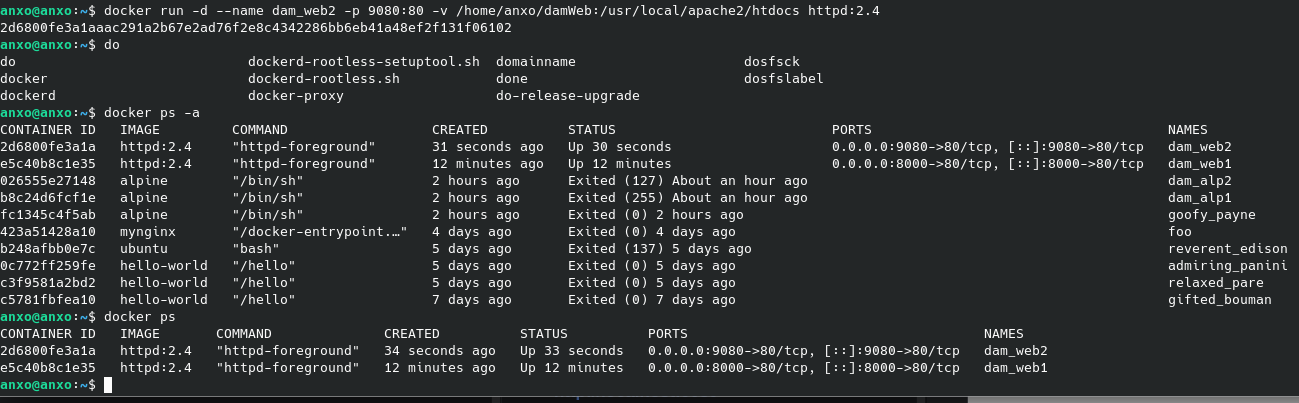 anxo@anxo:~$ docker run -d --name dam_web2 -p 9080:80 -v /home/anxo/damWeb:/usr/local/apache2/htdocs httpd:2.4
2d6800fe3a1aaac291a2b67e2ad76f2e8c4342286bb6eb41a48ef2f131f06102
anxo@anxo:~$ do
do                             dockerd-rootless-setuptool.sh  domainname                     dosfsck
docker                         dockerd-rootless.sh            done                           dosfslabel
dockerd                        docker-proxy                   do-release-upgrade
anxo@anxo:~$ docker ps -a
CONTAINER ID   IMAGE         COMMAND                  CREATED          STATUS                           PORTS                                     NAMES
2d6800fe3a1a   httpd:2.4     "httpd-foreground"       31 seconds ago   Up 30 seconds                    0.0.0.0:9080->80/tcp, [::]:9080->80/tcp   dam_web2
e5c40b8c1e35   httpd:2.4     "httpd-foreground"       12 minutes ago   Up 12 minutes                    0.0.0.0:8000->80/tcp, [::]:8000->80/tcp   dam_web1
026555e27148   alpine        "/bin/sh"                2 hours ago      Exited (127) About an hour ago                                             dam_alp2
b8c24d6fcf1e   alpine        "/bin/sh"                2 hours ago      Exited (255) About an hour ago                                             dam_alp1
fc1345c4f5ab   alpine        "/bin/sh"                2 hours ago      Exited (0) 2 hours ago                                                     goofy_payne
423a51428a10   mynginx       "/docker-entrypoint.…"   4 days ago       Exited (0) 4 days ago                                                      foo
b248afbb0e7c   ubuntu        "bash"                   5 days ago       Exited (137) 5 days ago                                                    reverent_edison
0c772ff259fe   hello-world   "/hello"                 5 days ago       Exited (0) 5 days ago                                                      admiring_panini
c3f9581a2bd2   hello-world   "/hello"                 5 days ago       Exited (0) 5 days ago                                                      relaxed_pare
c5781fbfea10   hello-world   "/hello"                 7 days ago       Exited (0) 7 days ago                                                      gifted_bouman
anxo@anxo:~$ docker ps
CONTAINER ID   IMAGE       COMMAND              CREATED          STATUS          PORTS                                     NAMES
2d6800fe3a1a   httpd:2.4   "httpd-foreground"   34 seconds ago   Up 33 seconds   0.0.0.0:9080->80/tcp, [::]:9080->80/tcp   dam_web2
e5c40b8c1e35   httpd:2.4   "httpd-foreground"   12 minutes ago   Up 12 minutes   0.0.0.0:8000->80/tcp, [::]:8000->80/tcp   dam_web1
anxo@anxo:~$